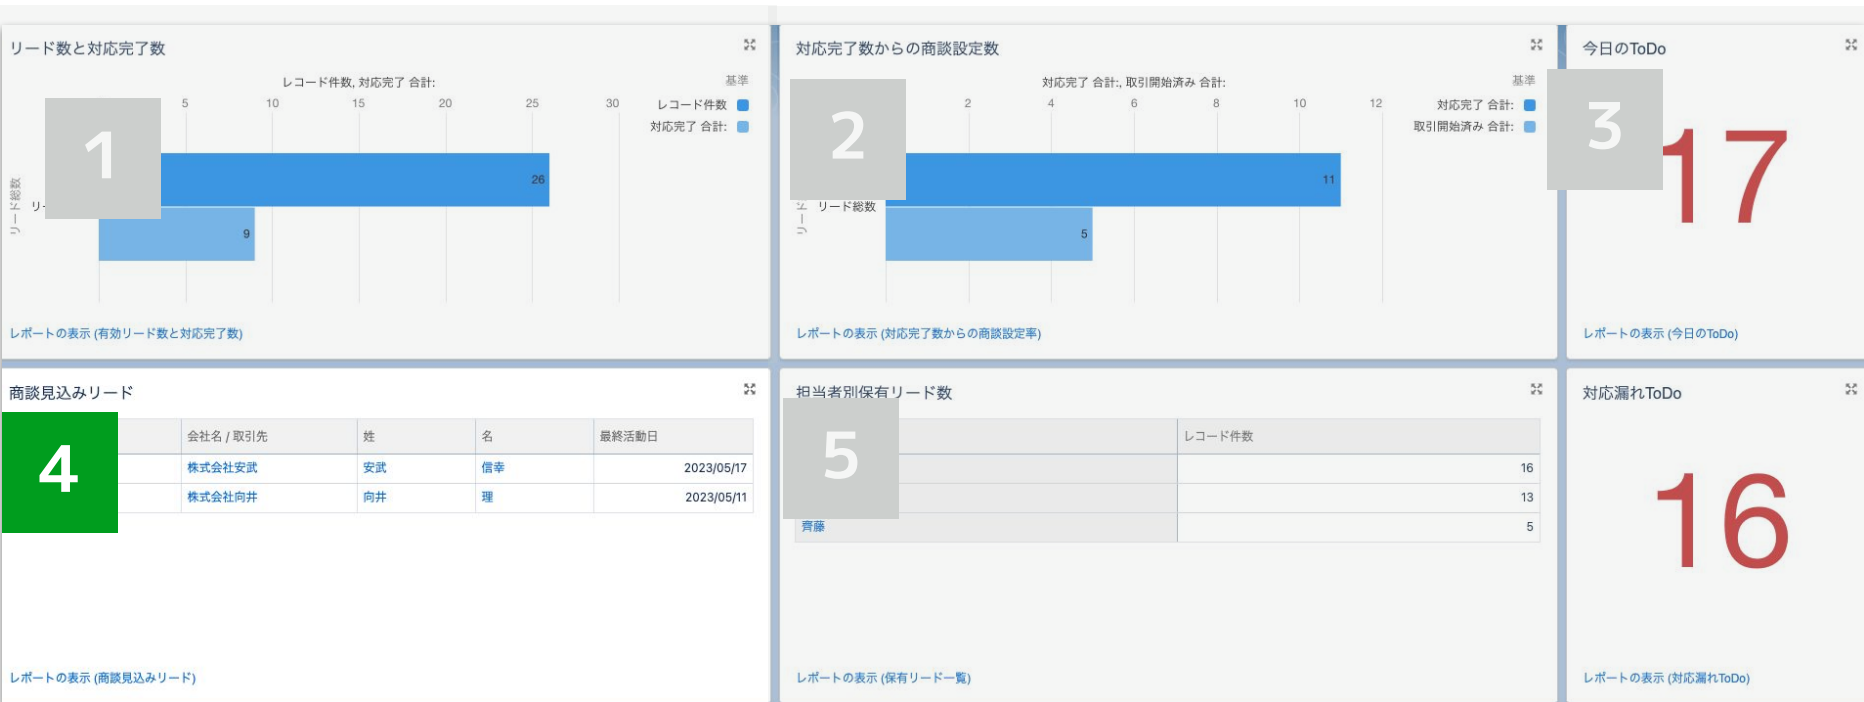 リード数と対応完了数
レコード件数, 対応完了 合計:
基準
5 10 15 20 25 30
レコード件数
対応完了 合計:
1
リード総数
リ
26
9
レポートの表示 (有効リード数と対応完了数)
対応完了数からの商談設定数
対応完了 合計:, 取引開始済み 合計:
基準
2 4 6 8 10 12
対応完了 合計:
取引開始済み 合計:
2
リード総数
11
5
レポートの表示 (対応完了数からの商談設定率)
今日のToDo
3
17
レポートの表示 (今日のToDo)
商談見込みリード
4
会社名 / 取引先 姓 名 最終活動日
株式会社安武 安武 信幸 2023/05/17
株式会社向井 向井 理 2023/05/11
レポートの表示 (商談見込みリード)
担当者別保有リード数
5
レコード件数
16
13
齊藤 5
レポートの表示 (保有リード一覧)
対応漏れToDo
16
レポートの表示 (対応漏れToDo)